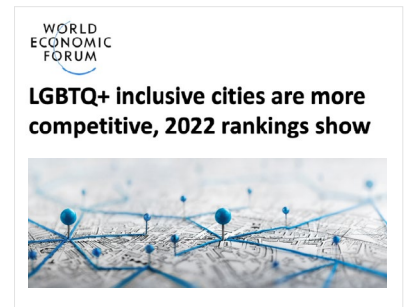 WORLD
ECONOMIC
FORUM
LGBTQ+ inclusive cities are more
competitive, 2022 rankings show